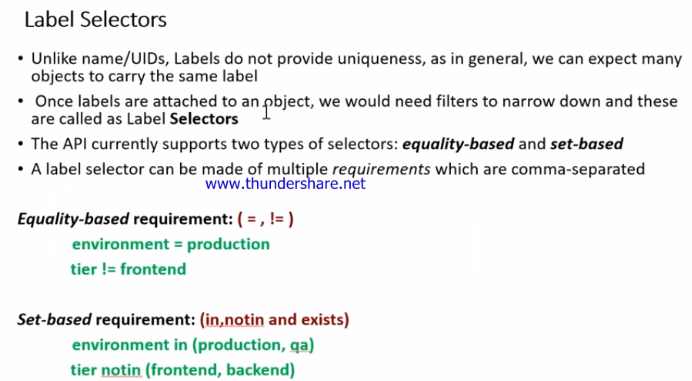 Label Selectors
• Unlike name/UIDs, Labels do not provide uniqueness, as in general, we can expect many
objects to carry the same label
• Once labels are attached to an object, we would need filters to narrow down and these
are called as Label Selectors
• The API currently supports two types of selectors: equality-based and set-based
• A label selector can be made of multiple requirements which are comma-separated
www.thundershare.net
Equality-based requirement: ( = , != )
environment = production
tier != frontend
Set-based requirement: (in,notin and exists)
environment in (production, qa)
tier notin (frontend, backend)